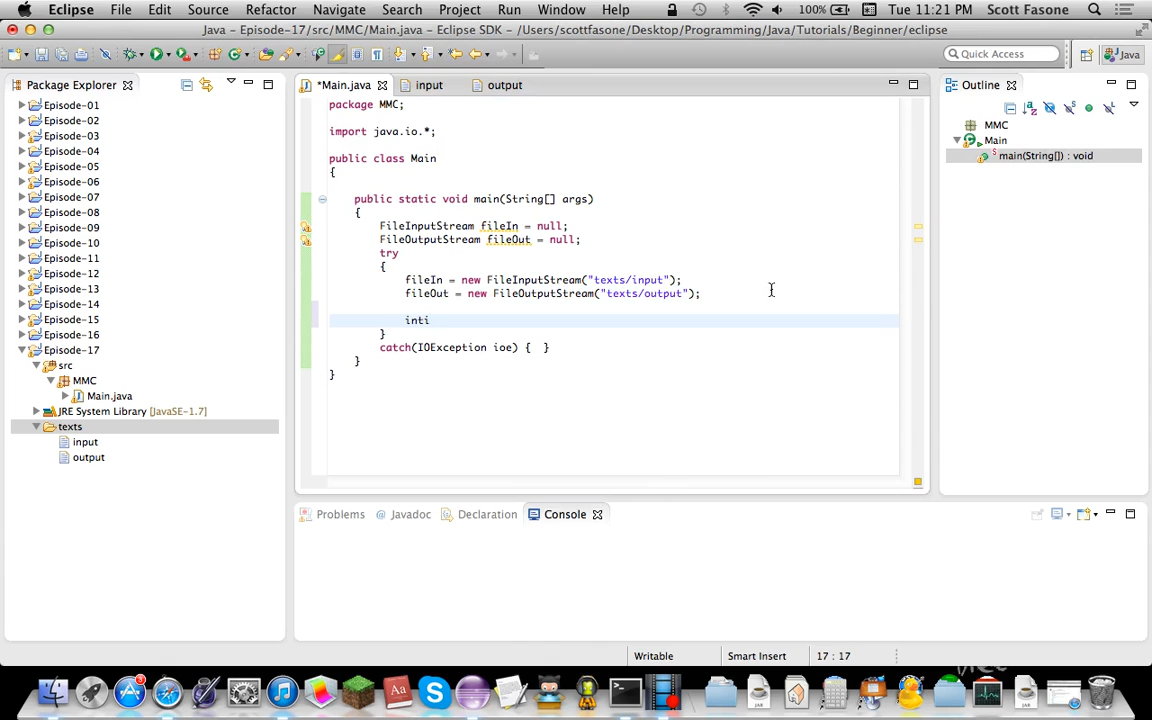 Eclipse File Edit Source Refactor Navigate Search Project Run Window Help 100% Tue 11:21 PM Scott Fasone
Java – Episode-17/src/MMC/Main.java – Eclipse SDK – /Users/scottfasone/Desktop/Programming/Java/Tutorials/Beginner/eclipse
Quick Access Java
Package Explorer
Episode-01
Episode-02
Episode-03
Episode-04
Episode-05
Episode-06
Episode-07
Episode-08
Episode-09
Episode-10
Episode-11
Episode-12
Episode-13
Episode-14
Episode-15
Episode-16
Episode-17
src
MMC
Main.java
JRE System Library [JavaSE-1.7]
texts
input
output
*Main.java input output
package MMC;
import java.io.*;
public class Main
{
public static void main(String[] args)
{
FileInputStream fileIn = null;
FileOutputStream fileOut = null;
try
{
fileIn = new FileInputStream("texts/input");
fileOut = new FileOutputStream("texts/output");
inti
}
catch(IOException ioe) { }
}
}
Outline
MMC
Main
main(String[]) : void
Problems @ Javadoc Declaration Console
Writable Smart Insert 17 : 17